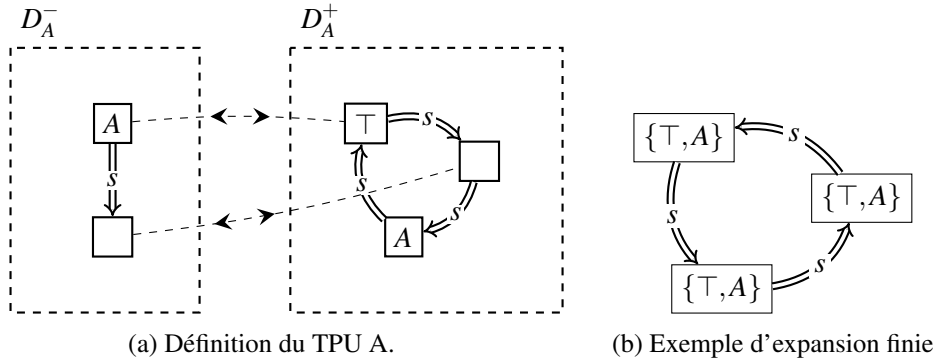 D_A^- D_A^+
A ⊤ s
s s
s
A
{⊤,A} s
s {⊤,A}
{⊤,A} s
(a) Définition du TPU A. (b) Exemple d'expansion finie